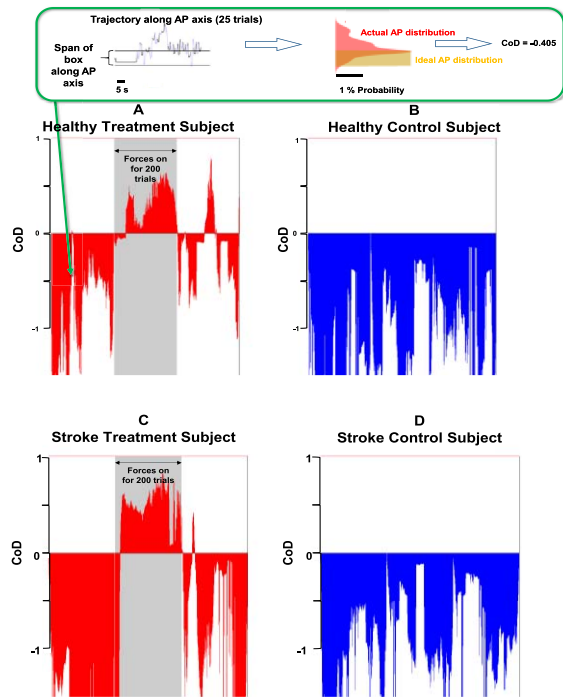 Trajectory along AP axis (25 trials)
Span of
box
along AP
axis
5 s
Actual AP distribution)
Ideal AP distribution)
1 % Probability
CoD = -0.405
A
Healthy Treatment Subject
1
0
-1
CoD
Forces on
for 200
trials
B
Healthy Control Subject
1
0
-1
CoD
C
Stroke Treatment Subject
1
0
-1
CoD
Forces on
for 200 trials
D
Stroke Control Subject
1
0
-1
CoD